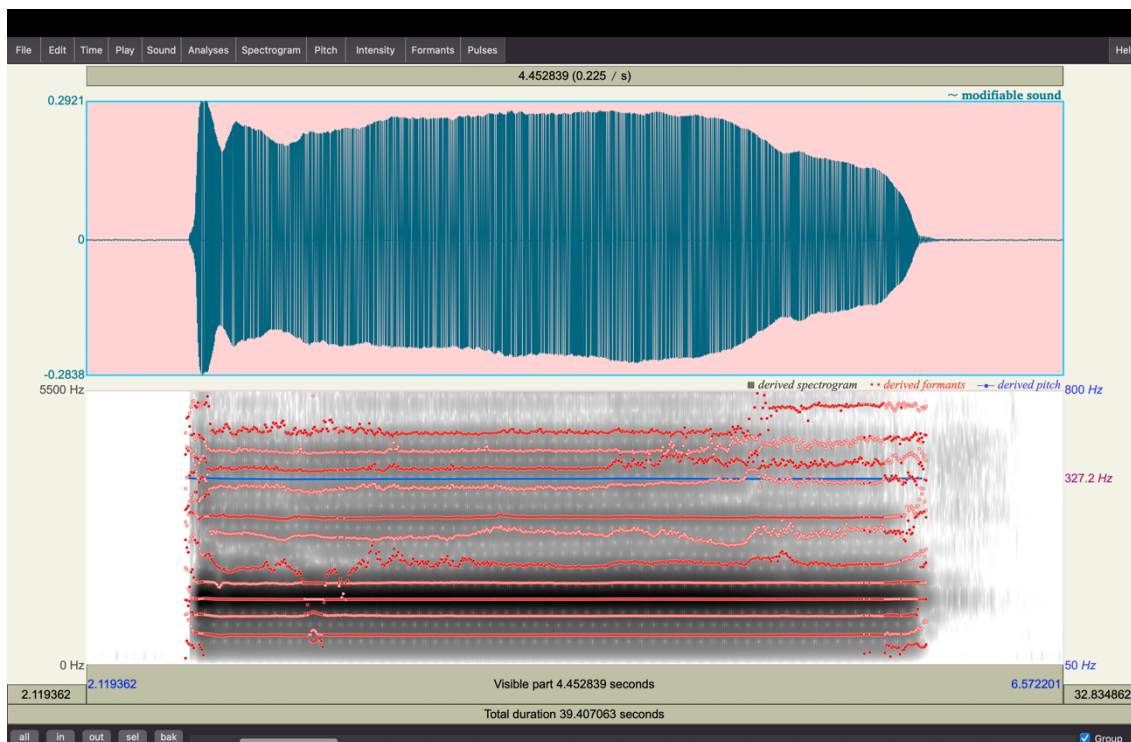 File Edit Time Play Sound Analyses Spectrogram Pitch Intensity Formants Pulses Hel
4.452839 (0.225 / s)
0.2921 ~ modifiable sound
0
-0.2838
5500 Hz derived spectrogram derived formants derived pitch 800 Hz
327.2 Hz
0 Hz 50 Hz
2.119362 Visible part 4.452839 seconds 6.572201
2.119362 32.834862
Total duration 39.407063 seconds
all in out sel bak Group